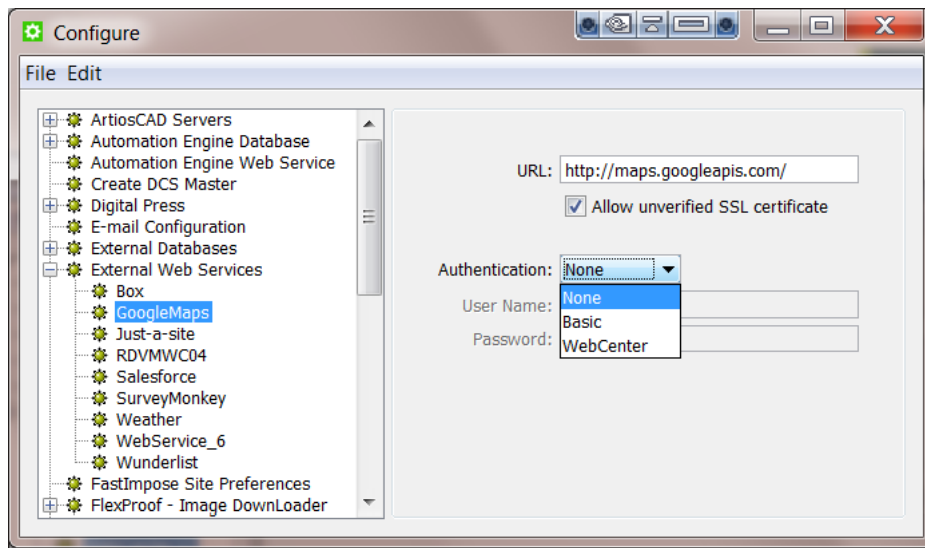 Configure
File Edit
ArtiosCAD Servers
Automation Engine Database
Automation Engine Web Service
Create DCS Master
Digital Press
E-mail Configuration
External Databases
External Web Services
Box
GoogleMaps
Just-a-site
RDVMWC04
Salesforce
SurveyMonkey
Weather
WebService_6
Wunderlist
FastImpose Site Preferences
FlexProof - Image DownLoader
URL: http://maps.googleapis.com/
Allow unverified SSL certificate
Authentication: None
None
Basic
WebCenter
User Name:
Password: